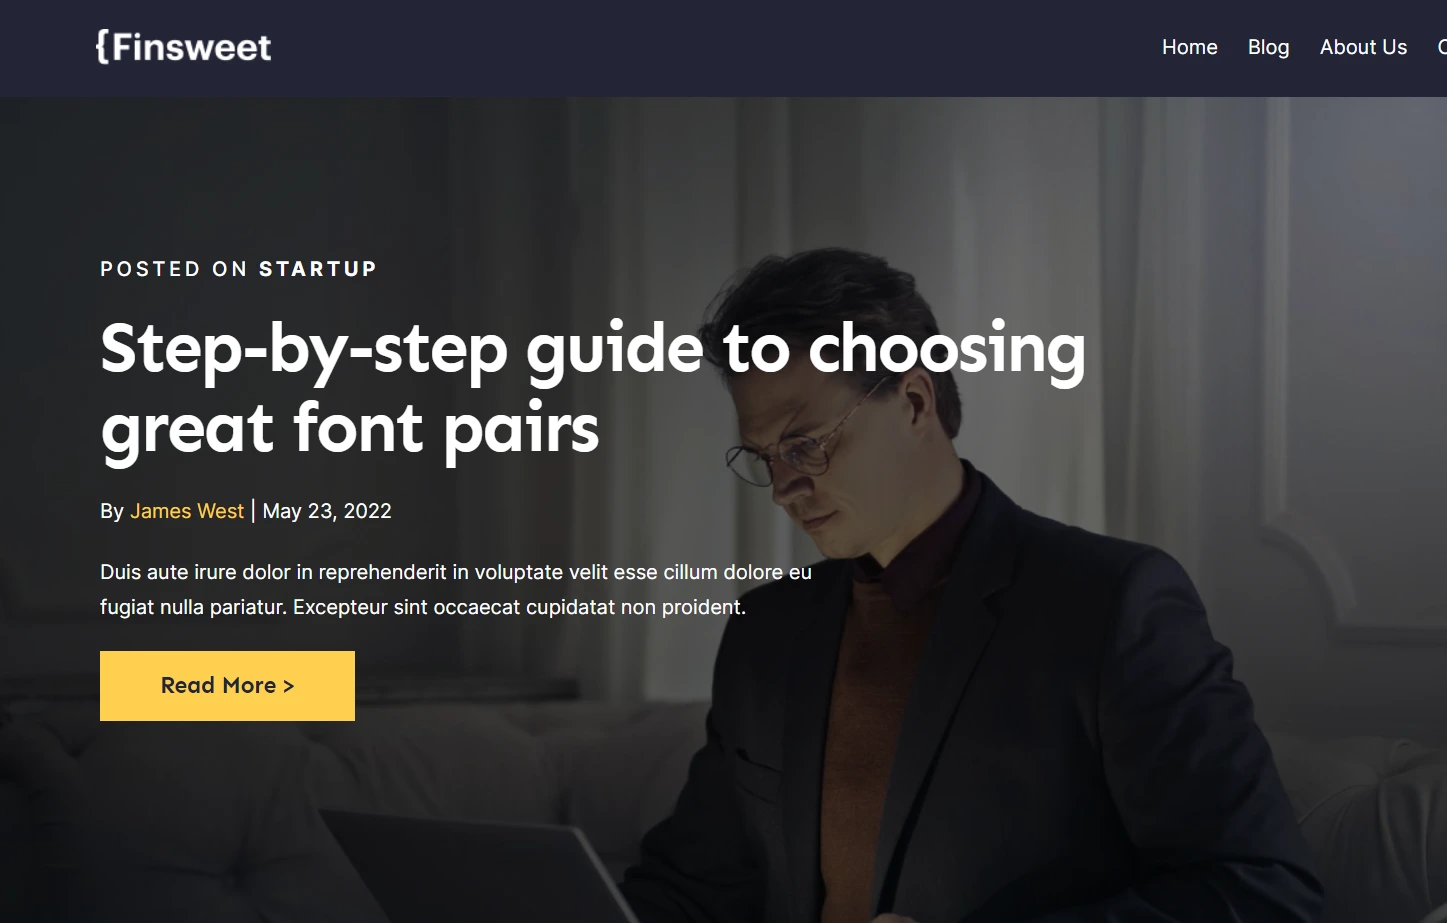 {Finsweet
Home Blog About Us
POSTED ON STARTUP
Step-by-step guide to choosing
great font pairs
By James West | May 23, 2022
Duis aute irure dolor in reprehenderit in voluptate velit esse cillum dolore eu
fugiat nulla pariatur. Excepteur sint occaecat cupidatat non proident.
Read More >